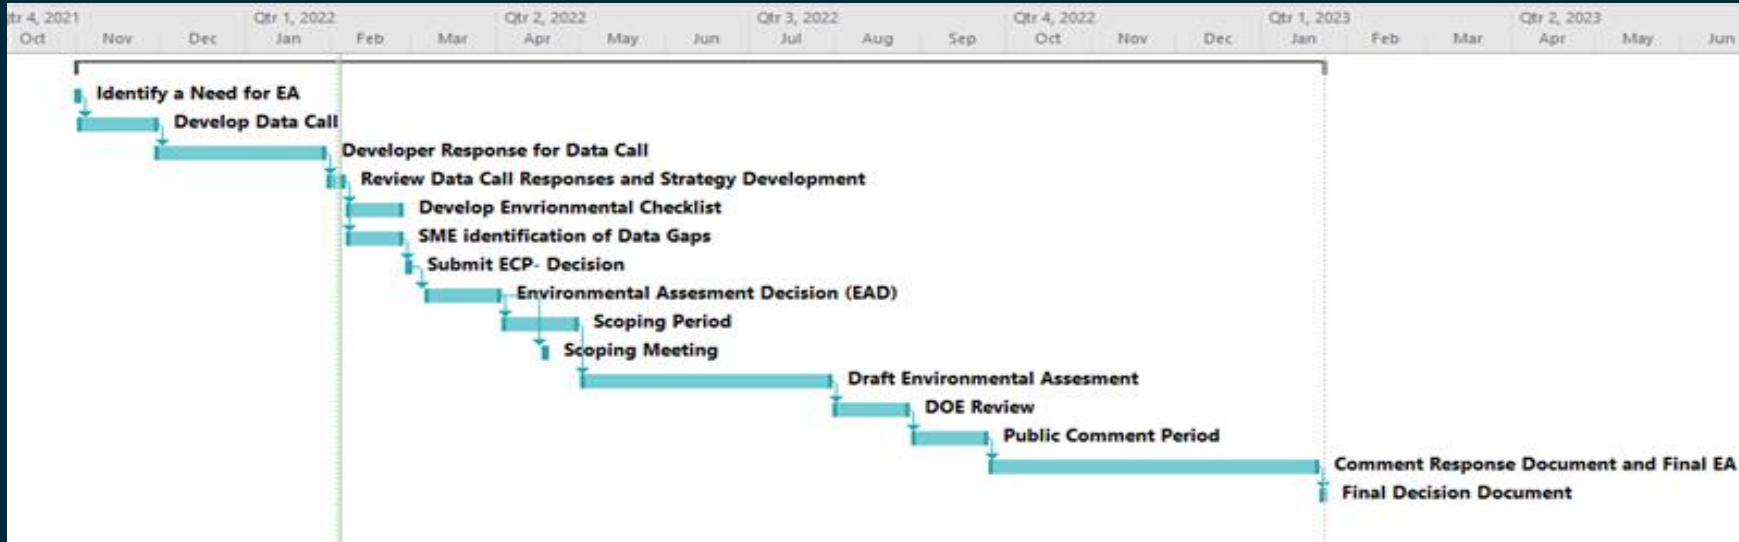 tr 4, 2021 Qtr 1, 2022 Qtr 2, 2022 Qtr 3, 2022 Qtr 4, 2022 Qtr 1, 2023 Qtr 2, 2023
Oct Nov Dec Jan Feb Mar Apr May Jun Jul Aug Sep Oct Nov Dec Jan Feb Mar Apr May Jun
Identify a Need for EA
Develop Data Call
Developer Response for Data Call
Review Data Call Responses and Strategy Development
Develop Envrionmental Checklist
SME identification of Data Gaps
Submit ECP- Decision
Environmental Assesment Decision (EAD)
Scoping Period
Scoping Meeting
Draft Environmental Assesment
DOE Review
Public Comment Period
Comment Response Document and Final EA
Final Decision Document